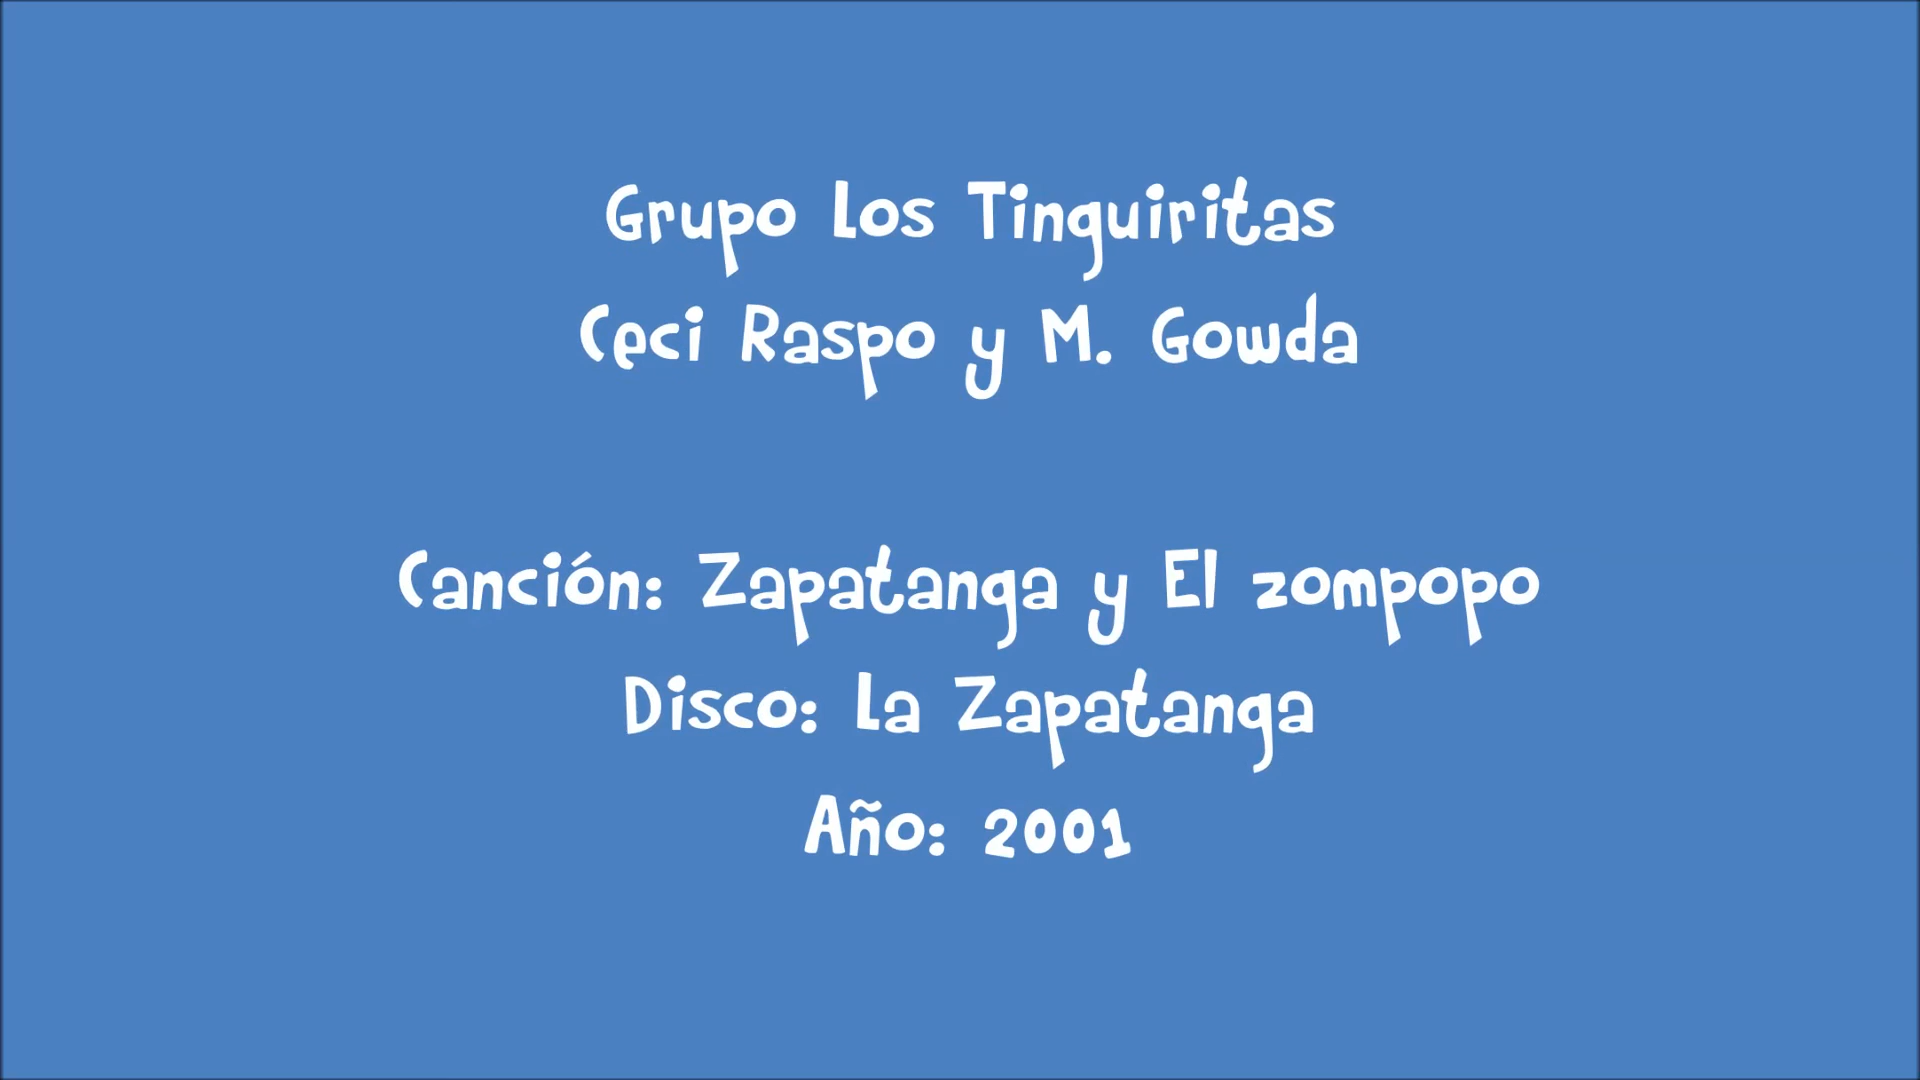 Grupo Los Tinguiritas
Ceci Raspo y M. Gowda
Canción: Zapatanga y El zompopo
Disco: La Zapatanga
Año: 2001